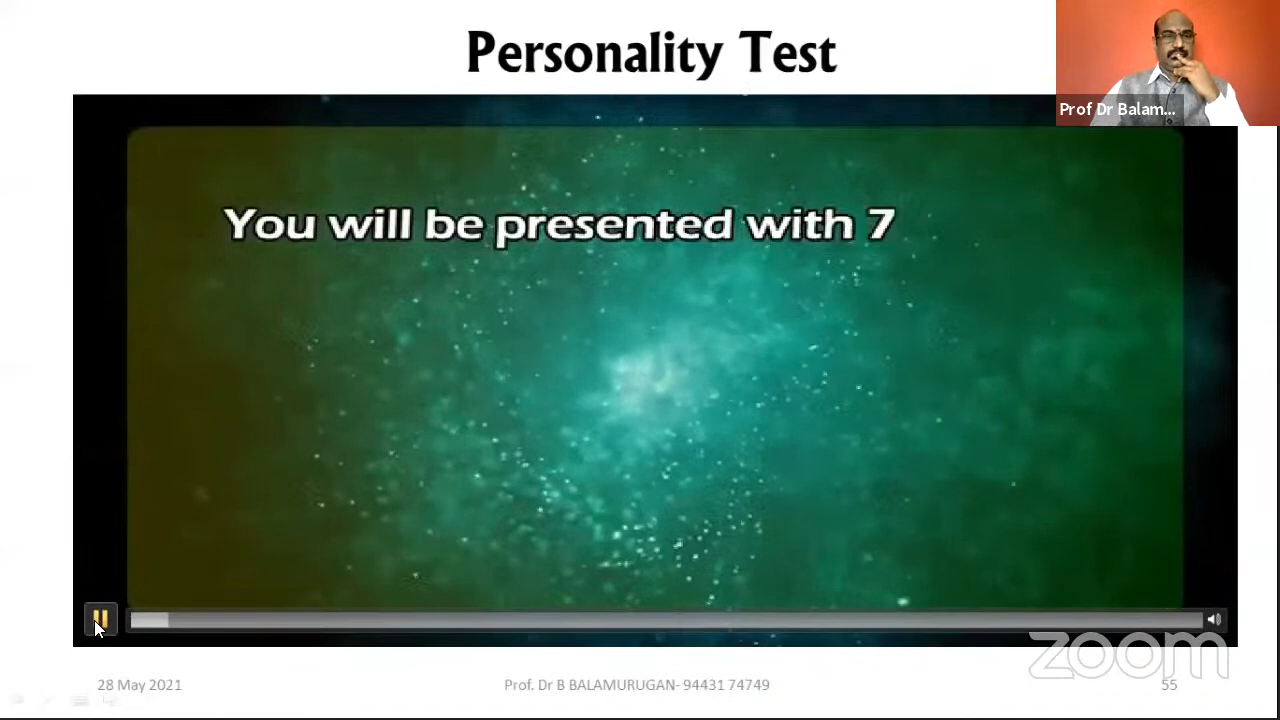 Personality Test
Prof Dr Balam...
You will be presented with 7
zoom
28 May 2021
Prof. Dr B BALAMURUGAN- 94431 74749
55